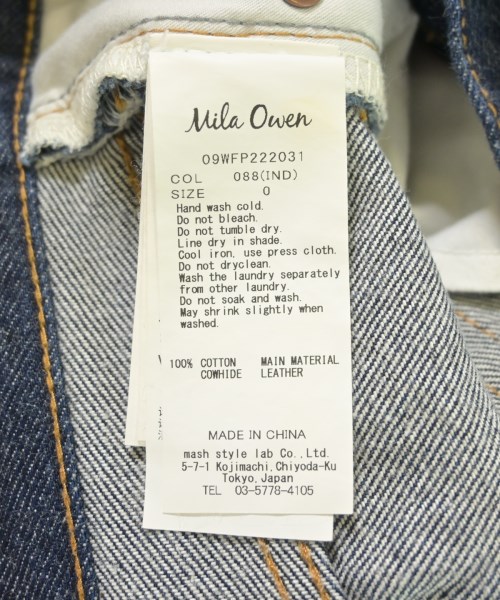 Mila Owen
09WFP222031
COL 088(IND)
SIZE 0
Hand wash cold.
Do not bleach.
Do not tumble dry.
Line dry in shade.
Cool iron, use press cloth.
Do not dryclean.
Wash the laundry separately
from other laundry.
Do not soak and wash.
May shrink slightly when
washed.
100% COTTON MAIN MATERIAL
COWHIDE LEATHER
MADE IN CHINA
mash style lab Co.,Ltd.
5-7-1 Kojimachi,Chiyoda-Ku
Tokyo,Japan
TEL 03-5778-4105